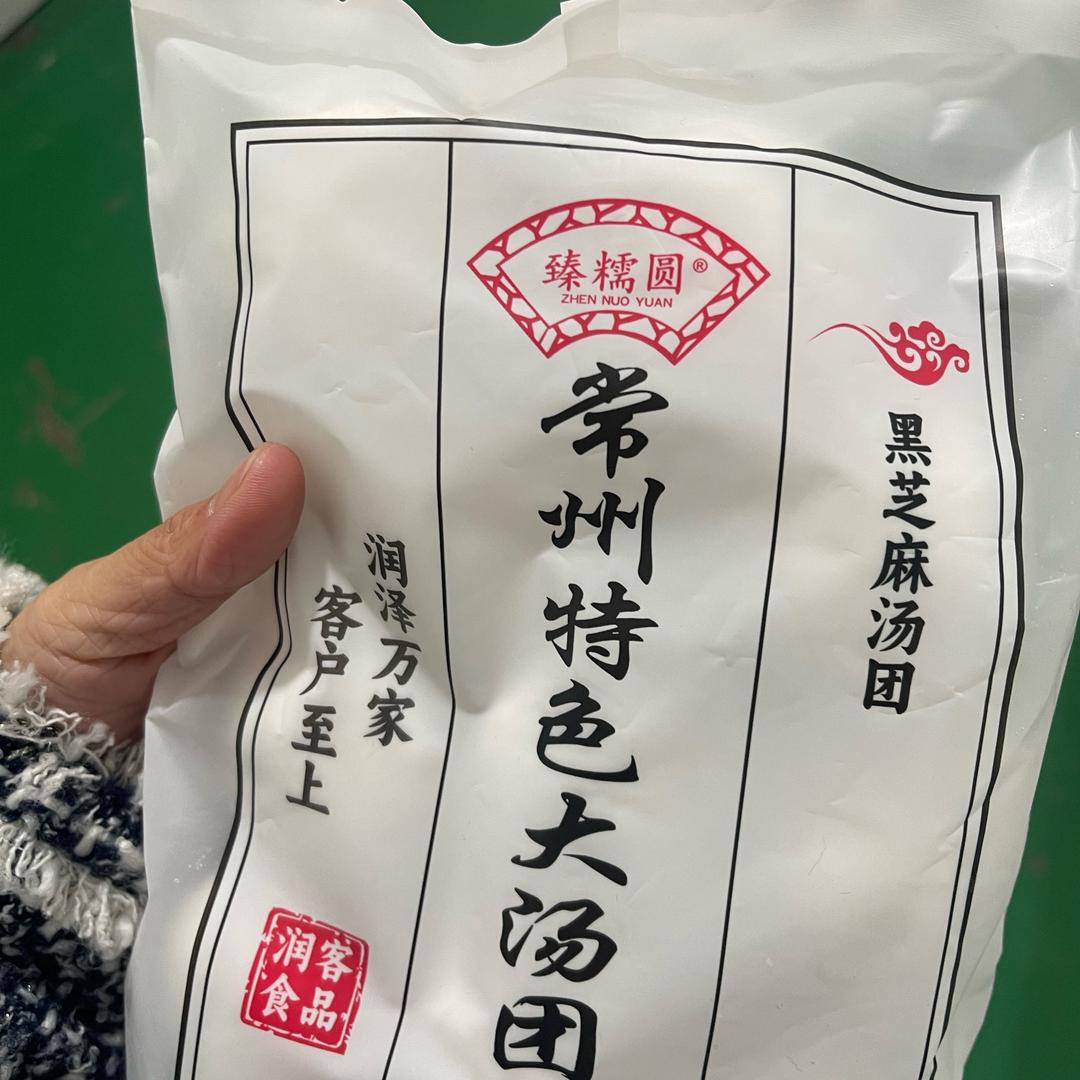 臻糯圆®
ZHEN NUO YUAN
常州特色大汤团
黑芝麻汤团
润泽万家
客户至上
润客
食品